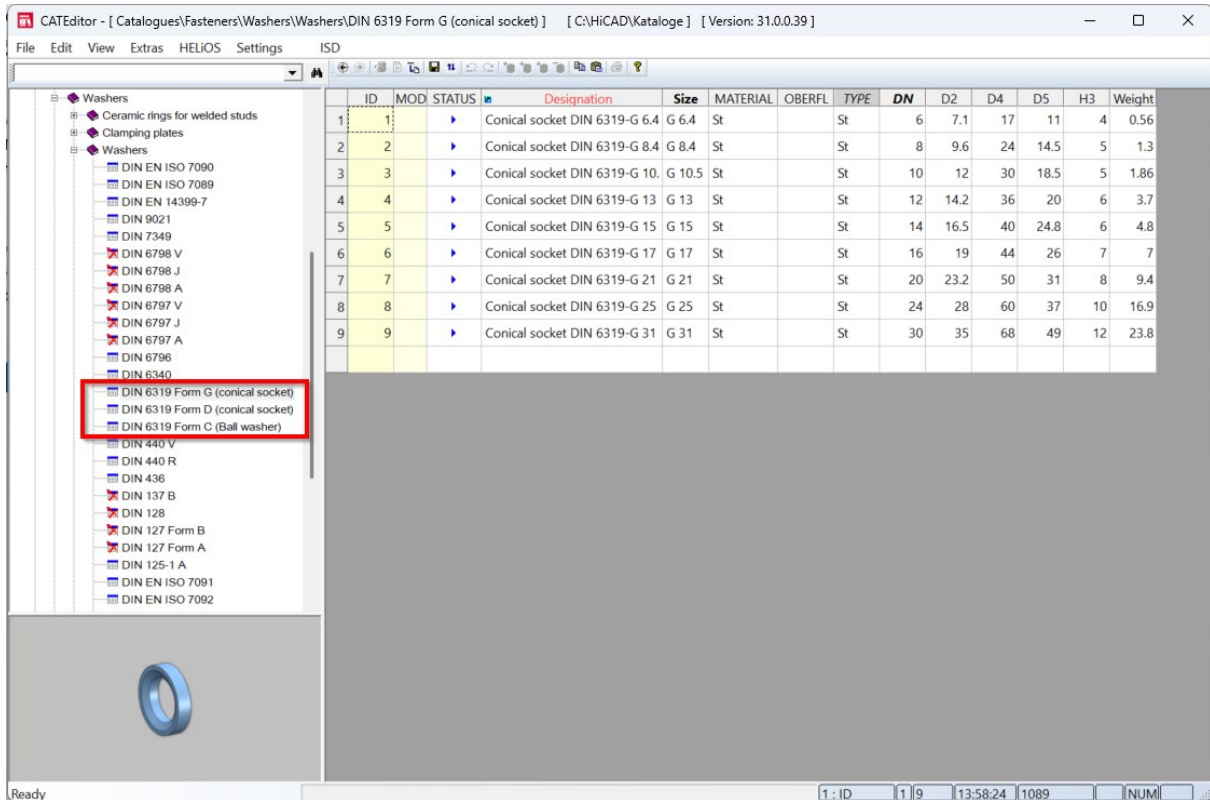 CATEditor - [ Catalogues\Fasteners\Washers\Washers\DIN 6319 Form G (conical socket) ] [ C:\HiCAD\Kataloge ] [ Version: 31.0.0.39 ]
File Edit View Extras HELiOS Settings ISD
Washers
Ceramic rings for welded studs
Clamping plates
Washers
DIN EN ISO 7090
DIN EN ISO 7089
DIN EN 14399-7
DIN 9021
DIN 7349
DIN 6798 V
DIN 6798 J
DIN 6798 A
DIN 6797 V
DIN 6797 J
DIN 6797 A
DIN 6796
DIN 6340
DIN 6319 Form G (conical socket)
DIN 6319 Form D (conical socket)
DIN 6319 Form C (Ball washer)
DIN 440 V
DIN 440 R
DIN 436
DIN 137 B
DIN 128
DIN 127 Form B
DIN 127 Form A
DIN 125-1 A
DIN EN ISO 7091
DIN EN ISO 7092
ID MOD STATUS Designation Size MATERIAL OBERFL TYPE DN D2 D4 D5 H3 Weight
1 1 Conical socket DIN 6319-G 6.4 G 6.4 St St 6 7.1 17 11 4 0.56
2 2 Conical socket DIN 6319-G 8.4 G 8.4 St St 8 9.6 24 14.5 5 1.3
3 3 Conical socket DIN 6319-G 10. G 10.5 St St 10 12 30 18.5 5 1.86
4 4 Conical socket DIN 6319-G 13 G 13 St St 12 14.2 36 20 6 3.7
5 5 Conical socket DIN 6319-G 15 G 15 St St 14 16.5 40 24.8 6 4.8
6 6 Conical socket DIN 6319-G 17 G 17 St St 16 19 44 26 7 7
7 7 Conical socket DIN 6319-G 21 G 21 St St 20 23.2 50 31 8 9.4
8 8 Conical socket DIN 6319-G 25 G 25 St St 24 28 60 37 10 16.9
9 9 Conical socket DIN 6319-G 31 G 31 St St 30 35 68 49 12 23.8
Ready 1 : ID 1 9 13:58:24 1089 NUM